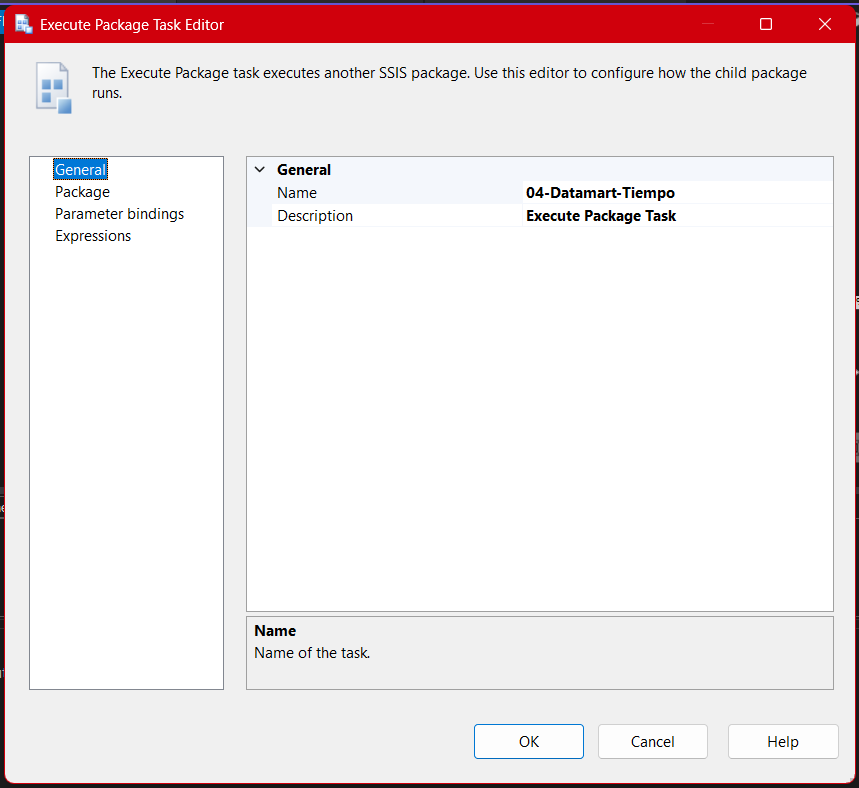 Execute Package Task Editor
The Execute Package task executes another SSIS package. Use this editor to configure how the child package
runs.
General
Package
Parameter bindings
Expressions
General
Name 04-Datamart-Tiempo
Description Execute Package Task
Name
Name of the task.
OK Cancel Help